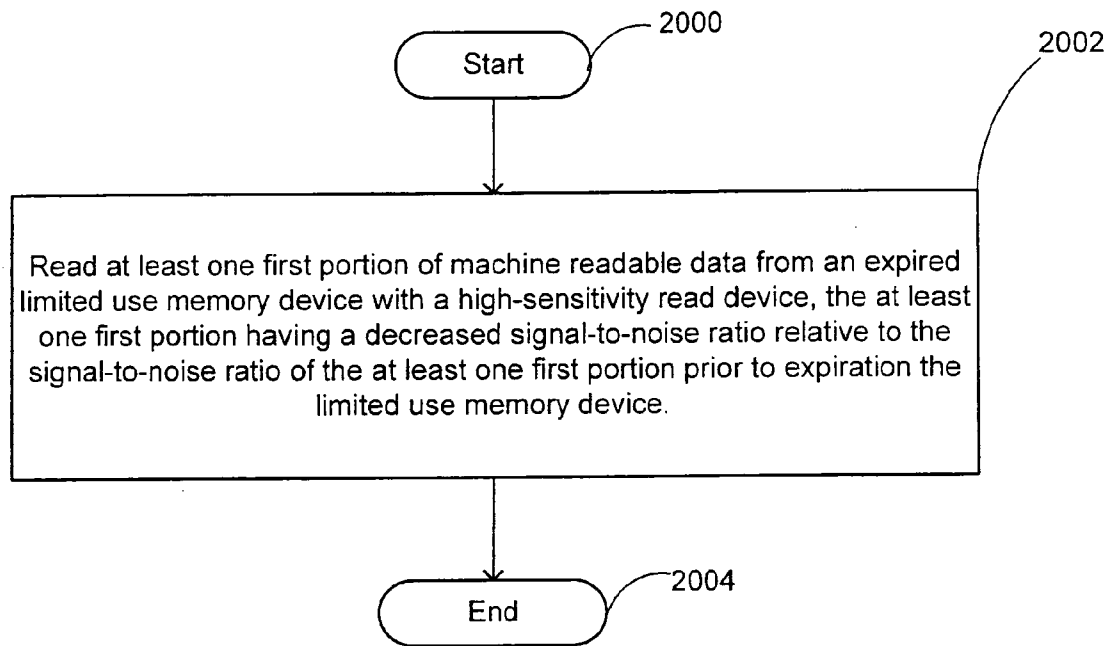 2000
Start
2002
Read at least one first portion of machine readable data from an expired
limited use memory device with a high-sensitivity read device, the at least
one first portion having a decreased signal-to-noise ratio relative to the
signal-to-noise ratio of the at least one first portion prior to expiration the
limited use memory device.
End
2004